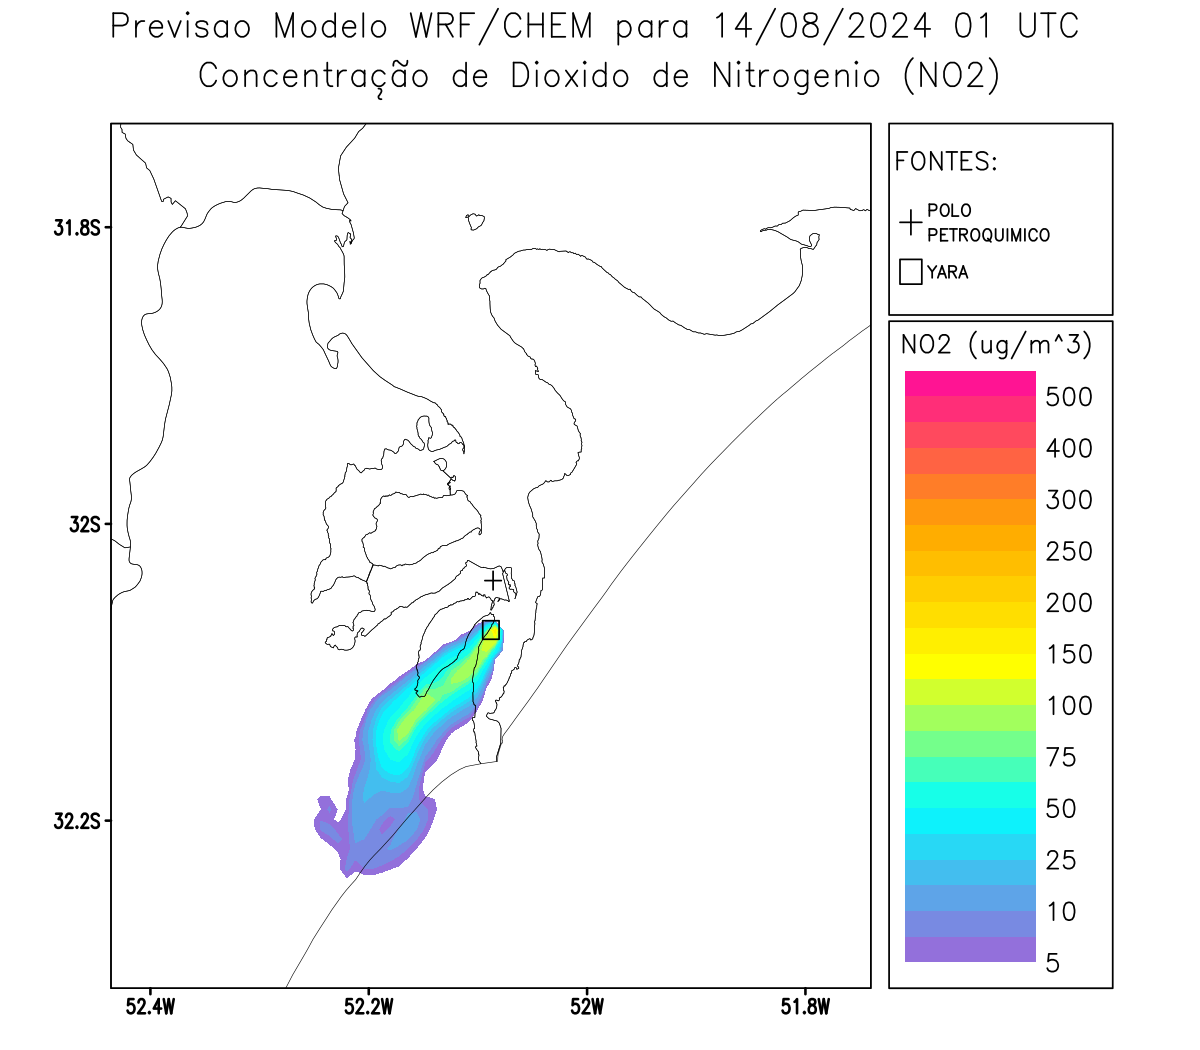 Previsao Modelo WRF/CHEM para 14/08/2024 01 UTC
Concentração de Dioxido de Nitrogenio (NO2)
FONTES:
POLO
PETROQUIMICO
YARA
NO2 (ug/m^3)
500
400
300
250
200
150
100
75
50
25
10
5
31.8S
32S
32.2S
52.4W
52.2W
52W
51.8W